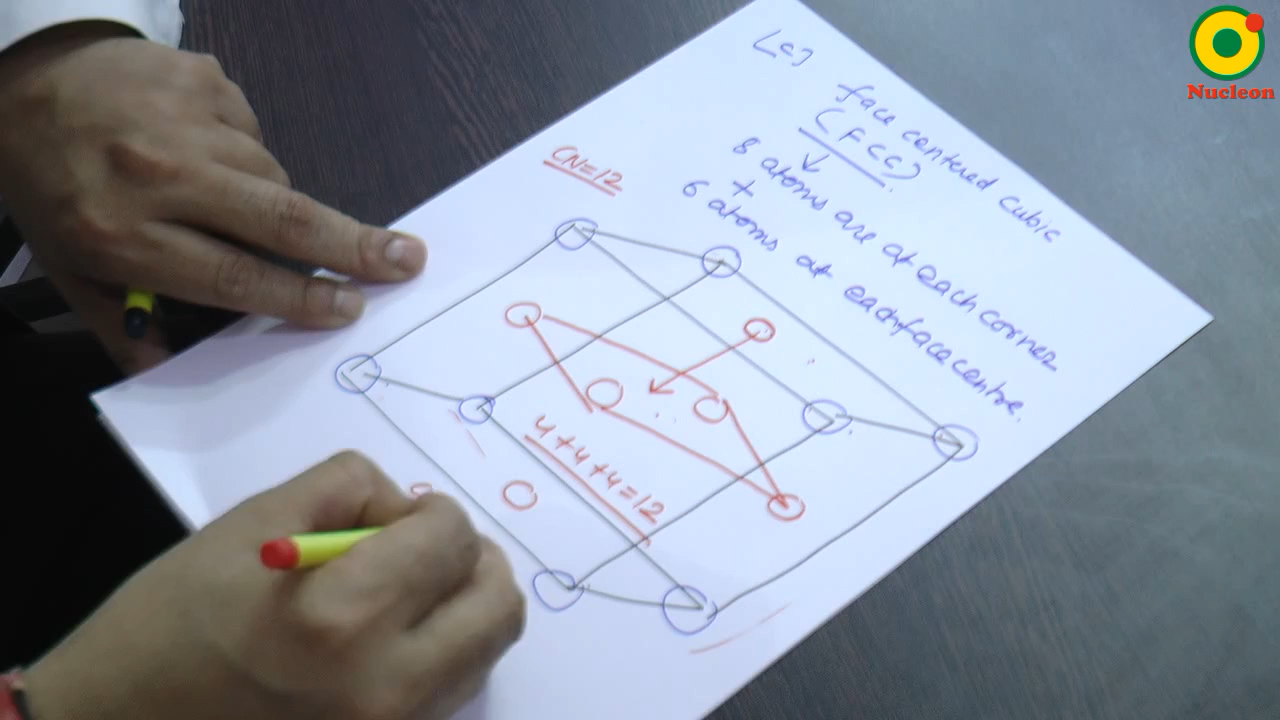 (c) face centered cubic
(FCC)
8 atoms are at each corner
+
6 atoms at each face centre.
CN=12
4+4+4=12
Nucleon